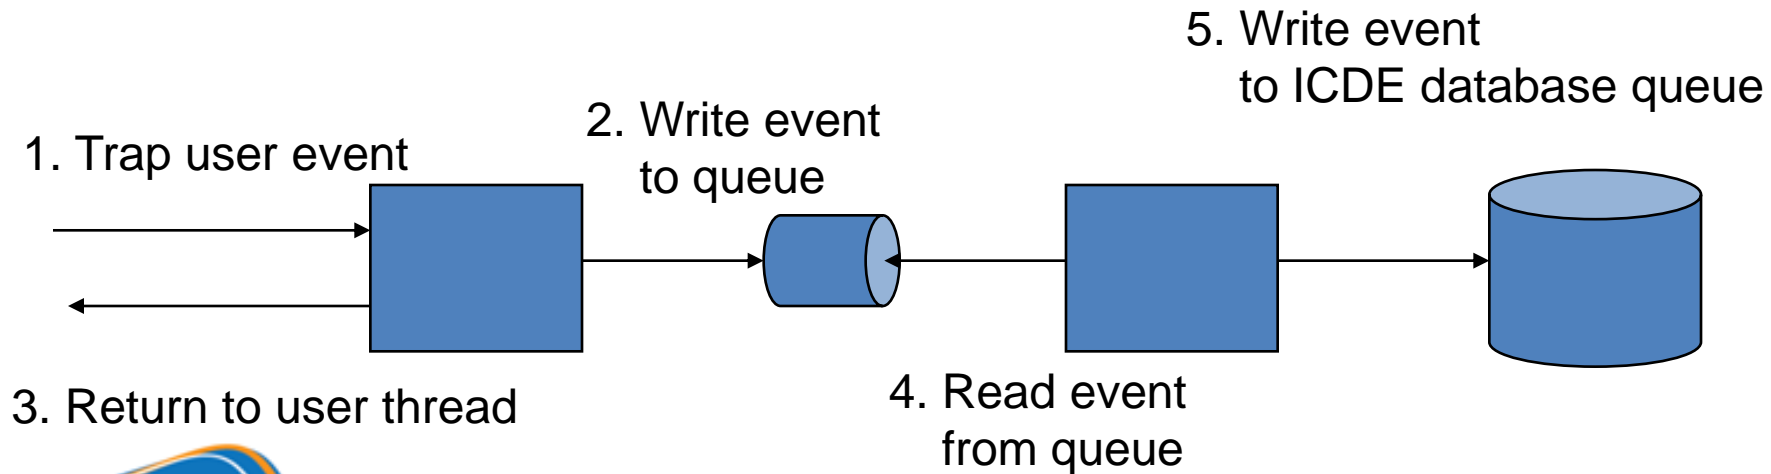 1. Trap user event
2. Write event
to queue
3. Return to user thread
4. Read event
from queue
5. Write event
to ICDE database queue